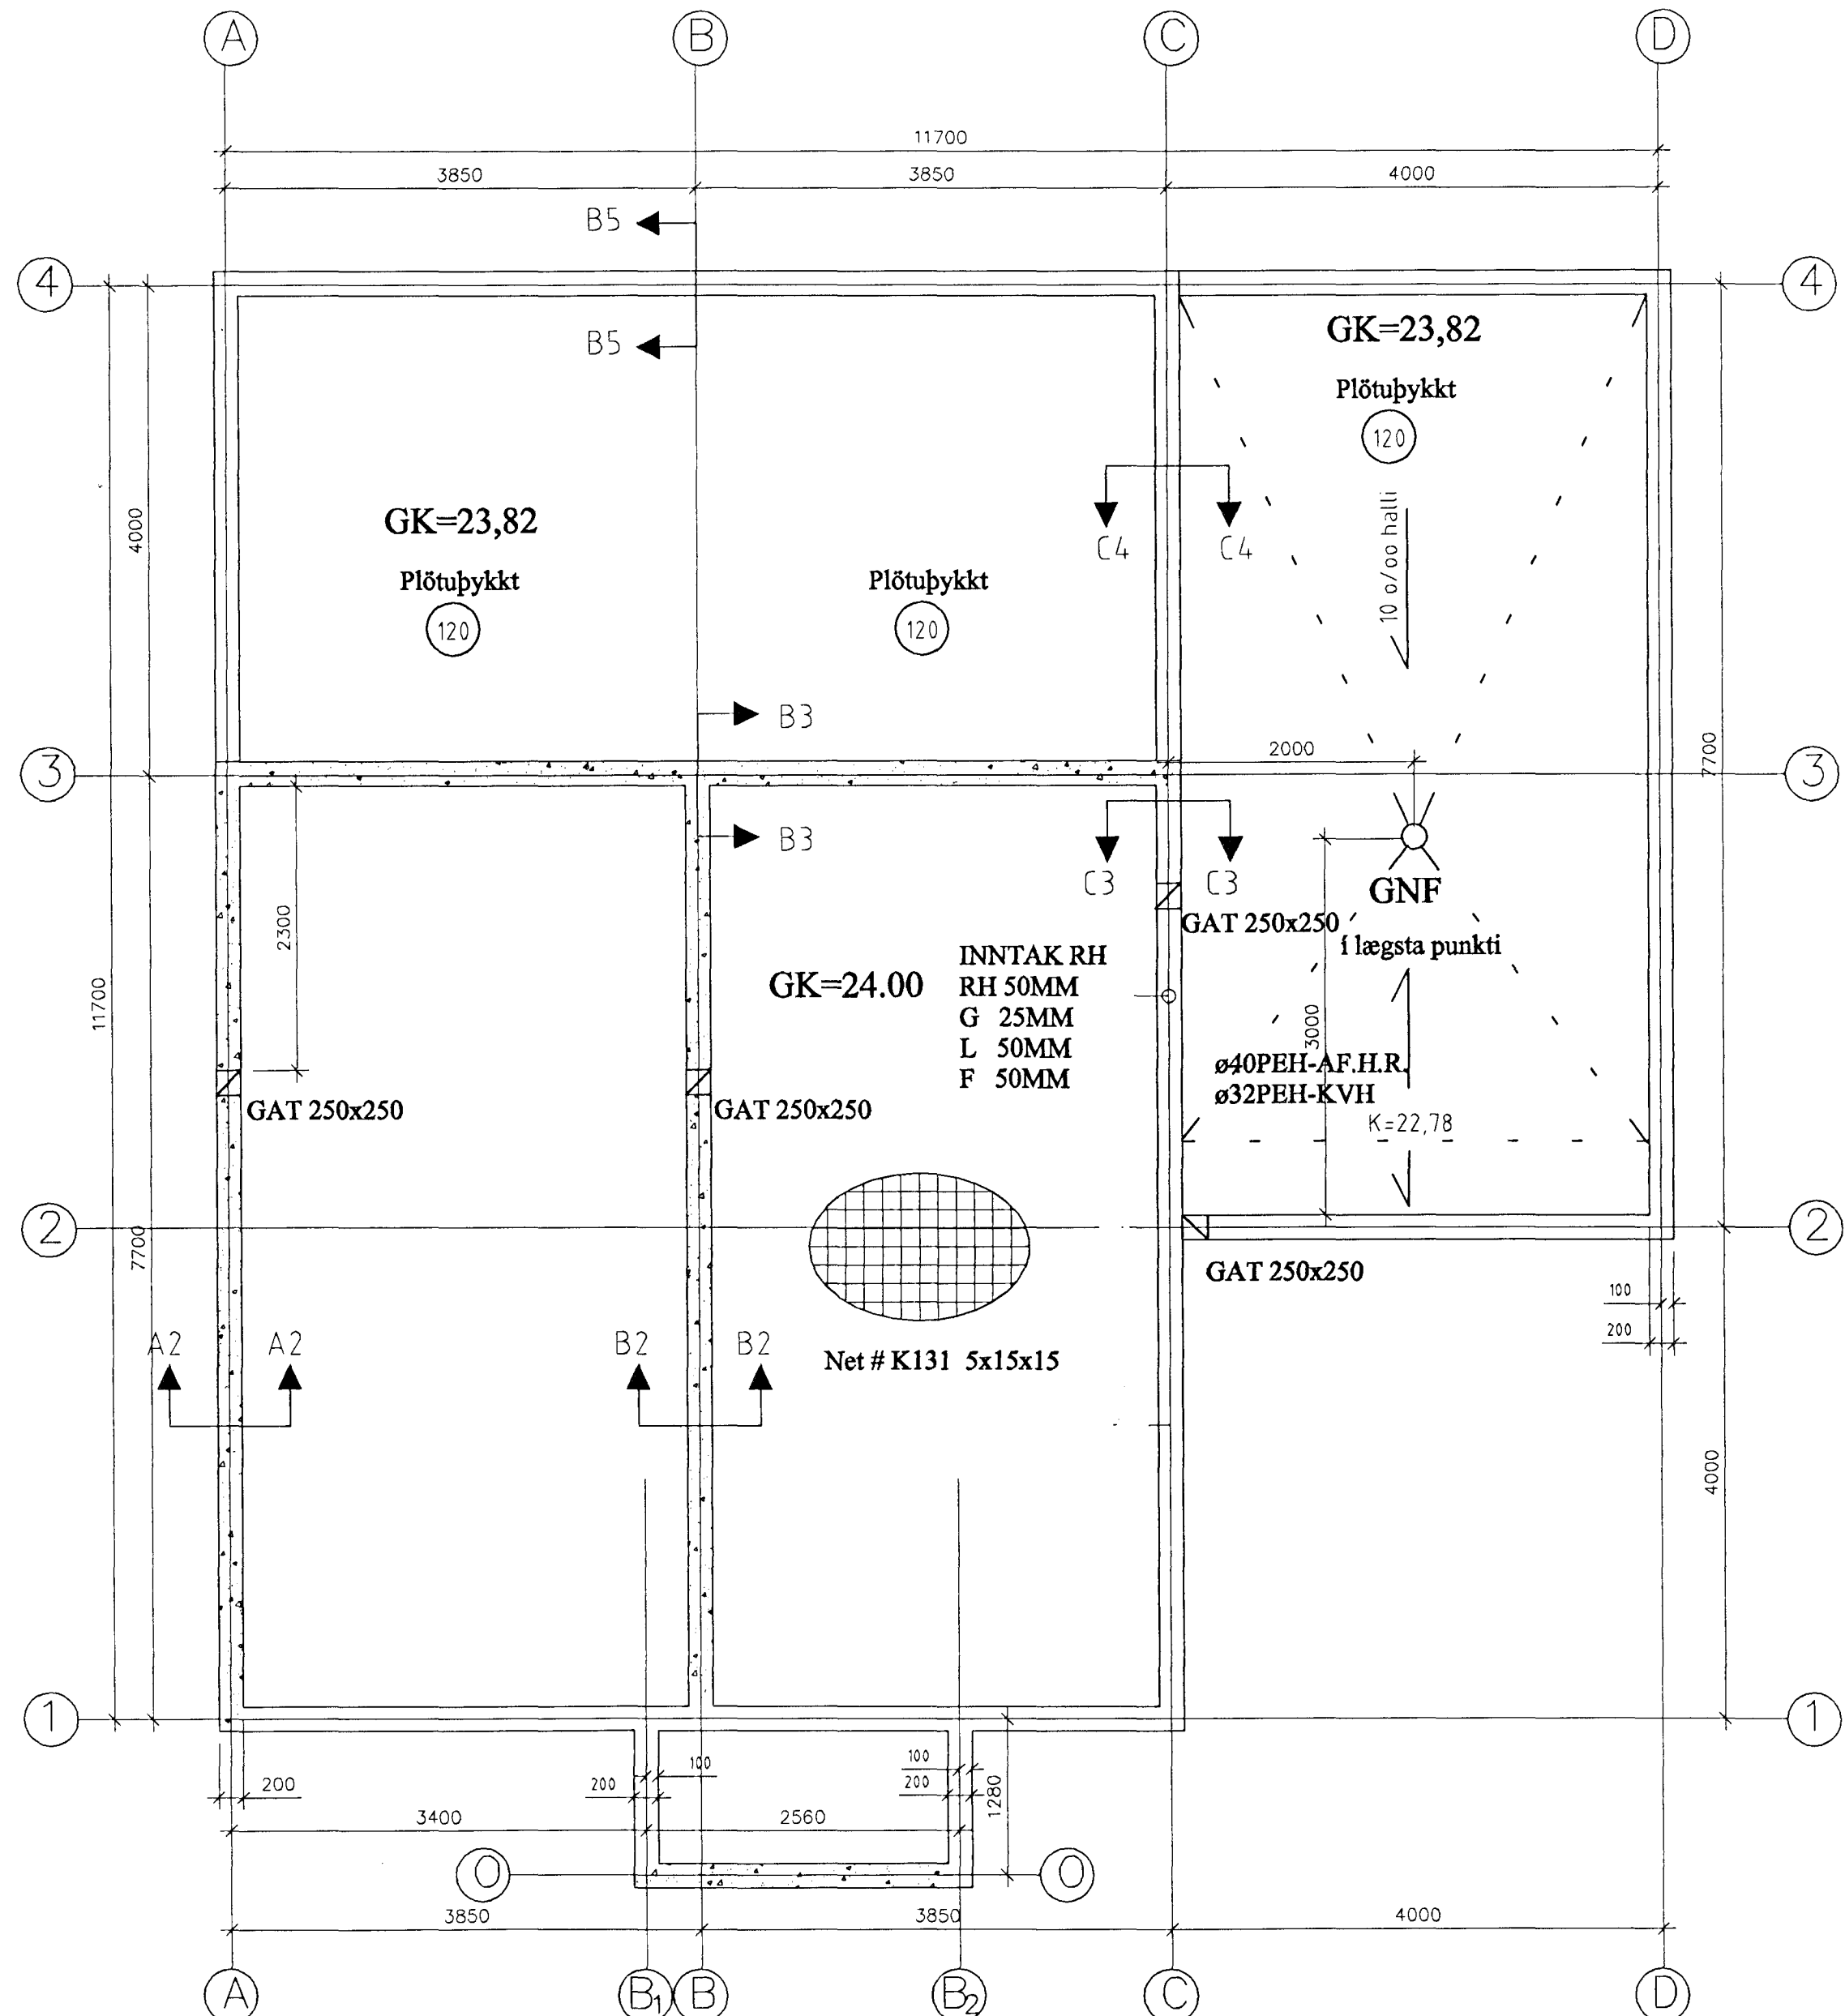 A
B
C
D
11700
3850
3850
4000
B5
4
4
GK=23,82
B5
Plötuþykkt
120
10 o/oo halli
4000
GK=23,82
C4
C4
Plötuþykkt
Plötuþykkt
120
120
B3
2000
7700
3
3
B3
C3
C3
GNF
2300
GAT 250x250
í lægsta punkti
INNTAK RH
GK=24.00
RH 50MM
G 25MM
L 50MM
F 50MM
11700
3000
ø40PEH-AF.H.R.
ø32PEH-KVH
GAT 250x250
GAT 250x250
K=22,78
2
2
7700
GAT 250x250
100
200
A2
A2
B2
B2
Net # K131 5x15x15
4000
1
1
100
100
200
200
200
1280
3400
2560
O
O
3850
3850
4000
A
B1
B
B2
C
D